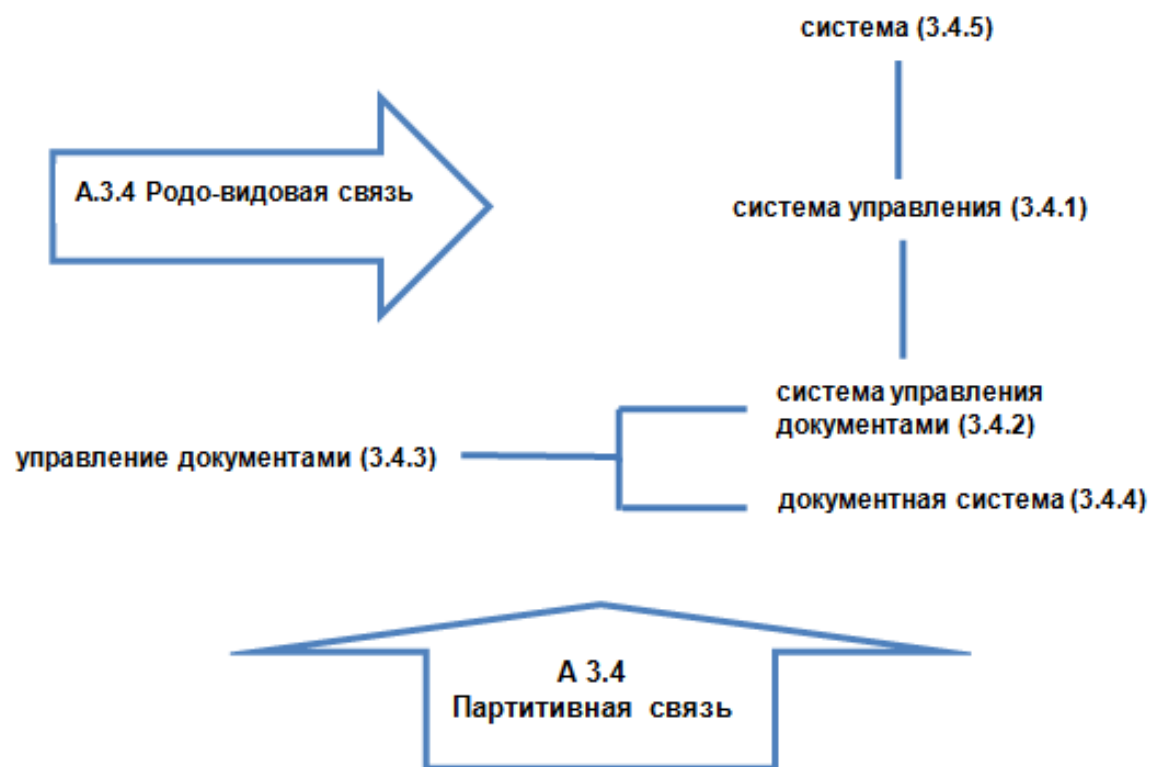 система (3.4.5)
А.3.4 Родо-видовая связь
система управления (3.4.1)
система управления
документами (3.4.2)
управление документами (3.4.3)
документная система (3.4.4)
А 3.4
Партитивная связь